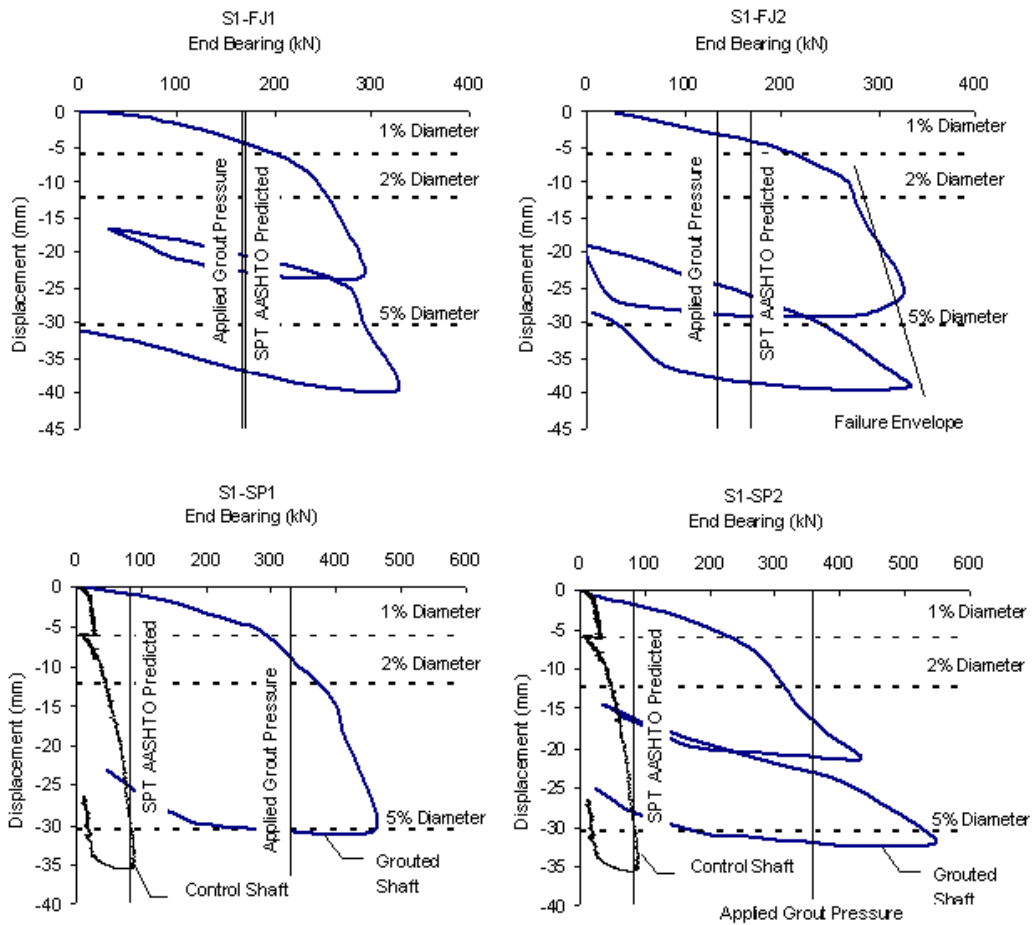 S1-FJ1
End Bearing (kN)
0 100 200 300 400
0
-5
-10
-15
-20
-25
-30
-35
-40
-45
Displacement (mm)
1% Diameter
2% Diameter
5% Diameter
Applied Grout Pressure
SPT AASHTO Predicted
S1-FJ2
End Bearing (kN)
0 100 200 300 400
0
-5
-10
-15
-20
-25
-30
-35
-40
-45
Displacement (mm)
1% Diameter
2% Diameter
5% Diameter
Applied Grout Pressure
SPT AASHTO Predicted
Failure Envelope
S1-SP1
End Bearing (kN)
0 100 200 300 400 500 600
0
-5
-10
-15
-20
-25
-30
-35
-40
Displacement (mm)
1% Diameter
2% Diameter
5% Diameter
SPT AASHTO Predicted
Applied Grout Pressure
Control Shaft
Grouted
Shaft
S1-SP2
End Bearing (kN)
0 100 200 300 400 500 600
0
-5
-10
-15
-20
-25
-30
-35
-40
Displacement (mm)
1% Diameter
2% Diameter
5% Diameter
SPT AASHTO Predicted
Control Shaft
Grouted
Shaft
Applied Grout Pressure